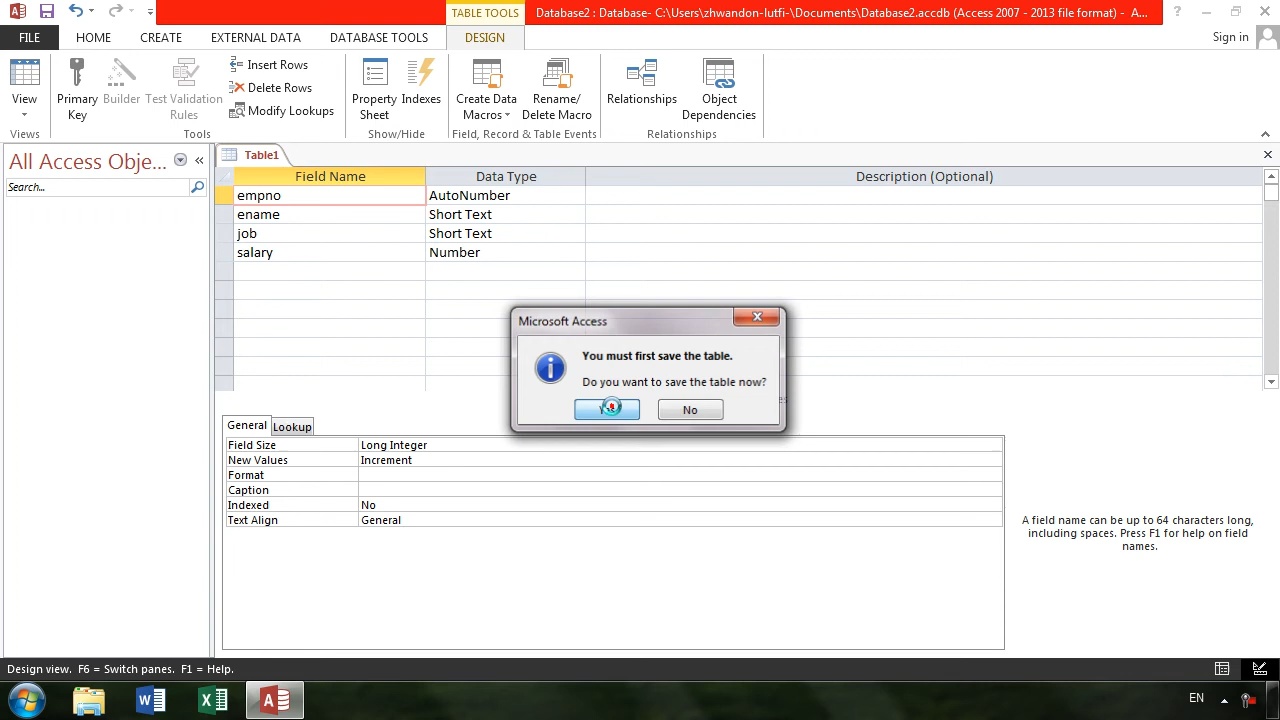 TABLE TOOLS
Database2 : Database- C:\Users\zhwandon-lutfi-\Documents\Database2.accdb (Access 2007 - 2013 file format) - A...
FILE HOME CREATE EXTERNAL DATA DATABASE TOOLS DESIGN Sign in
View
Primary Key
Builder
Test Validation Rules
Insert Rows
Delete Rows
Modify Lookups
Property Sheet
Indexes
Create Data Macros
Rename/ Delete Macro
Relationships
Object Dependencies
Views Tools Show/Hide Field, Record & Table Events Relationships
All Access Obje...
Search...
Table1
Field Name Data Type Description (Optional)
empno AutoNumber
ename Short Text
job Short Text
salary Number
Microsoft Access
You must first save the table.
Do you want to save the table now?
No
General Lookup
Field Size Long Integer
New Values Increment
Format
Caption
Indexed No
Text Align General
A field name can be up to 64 characters long,
including spaces. Press F1 for help on field
names.
Design view. F6 = Switch panes. F1 = Help.
EN